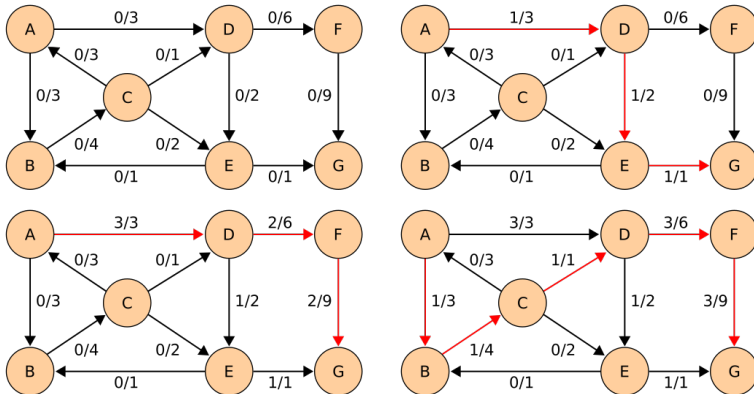 0/3 0/6
A D F
0/3 0/1
0/3 C 0/2 0/9
0/4 0/2
B E G
0/1 0/1
1/3 0/6
A D F
0/3 0/1
0/3 C 1/2 0/9
0/4 0/2
B E G
0/1 1/1
3/3 2/6
A D F
0/3 0/1
0/3 C 1/2 2/9
0/4 0/2
B E G
0/1 1/1
3/3 3/6
A D F
0/3 1/1
1/3 C 1/2 3/9
1/4 0/2
B E G
0/1 1/1